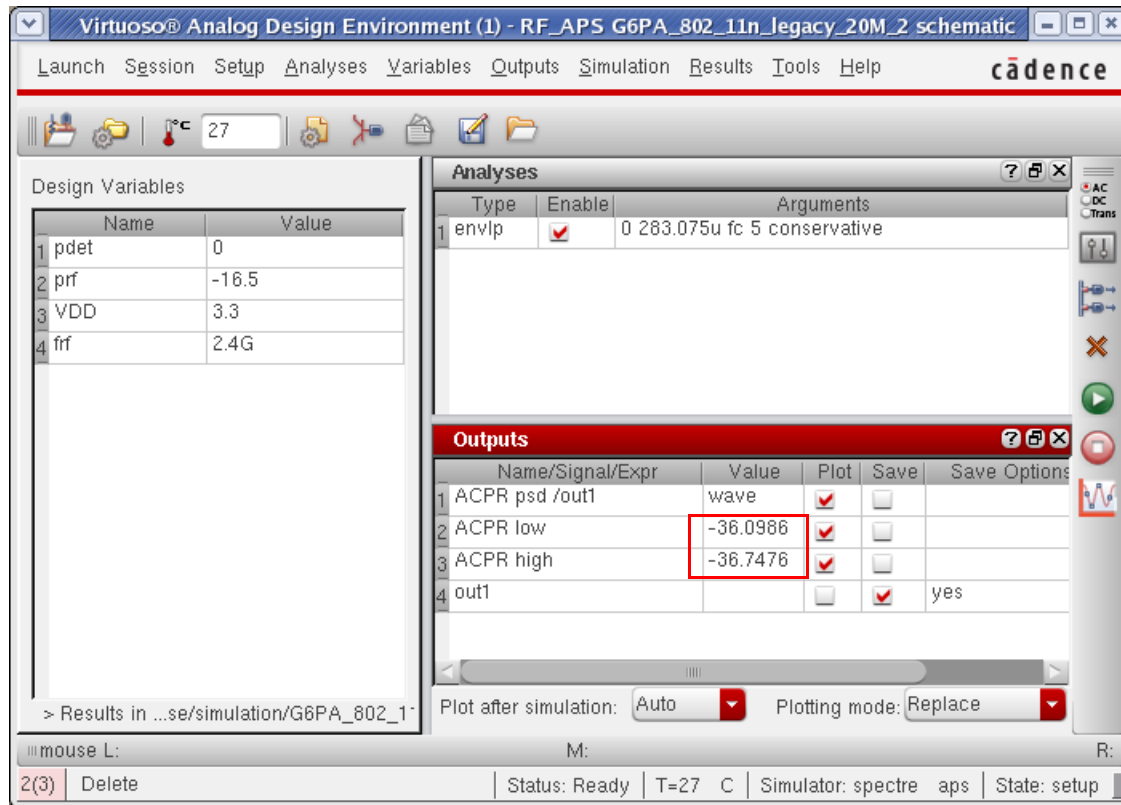 Virtuoso® Analog Design Environment (1) - RF_APS G6PA_802_11n_legacy_20M_2 schematic
Launch Session Setup Analyses Variables Outputs Simulation Results Tools Help cādence
°C 27
Design Variables
Name Value
1 pdet 0
2 prf -16.5
3 VDD 3.3
4 frf 2.4G
> Results in ...se/simulation/G6PA_802_1
Analyses
Type Enable Arguments
1 envlp 0 283.075u fc 5 conservative
Outputs
Name/Signal/Expr Value Plot Save Save Options
1 ACPR psd /out1 wave
2 ACPR low -36.0986
3 ACPR high -36.7476
4 out1 yes
Plot after simulation: Auto Plotting mode: Replace
AC
DC
Trans
mouse L: M: R:
2(3) Delete Status: Ready T=27 C Simulator: spectre aps State: setup